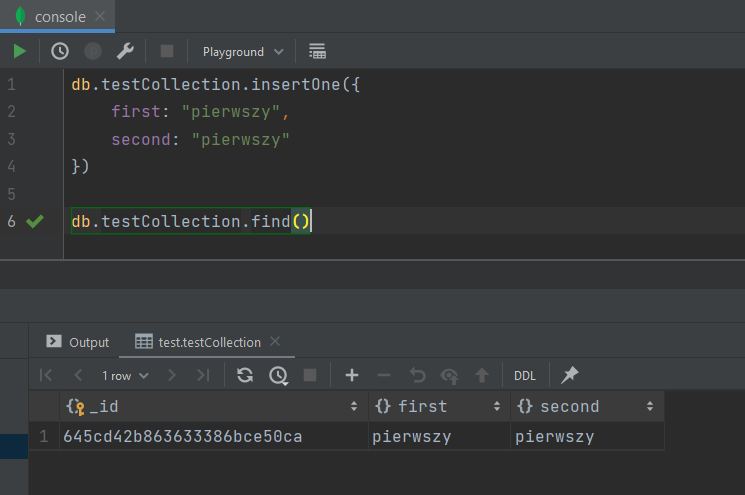 console
Playground
1 db.testCollection.insertOne({
2 first: "pierwszy",
3 second: "pierwszy"
4 })
5
6 db.testCollection.find()
Output test.testCollection
1 row DDL
_id first second
1 645cd42b863633386bce50ca pierwszy pierwszy